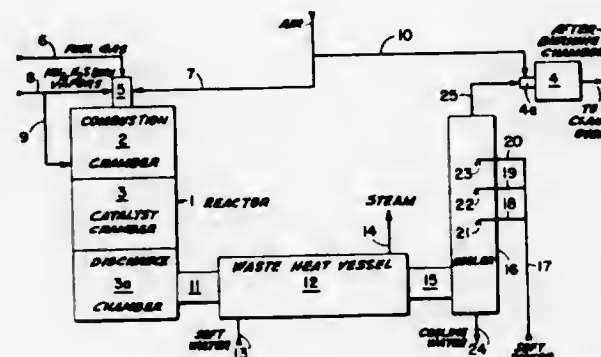 AIR
6
FUEL GAS
10
AFTER-
BURNING
CHAMBER
8
VAPORS
7
5
4
4a
25
TO
9
COMBUSTION
2
CHAMBER
20
23
19
3
CATALYST
CHAMBER
1 REACTOR
STEAM
22
18
14
21
DISCHARGE
3a
CHAMBER
11
WASTE HEAT VESSEL
12
15
COOLER
16
17
SOFT
WATER
13
COOLING
WATER
24
SOFT